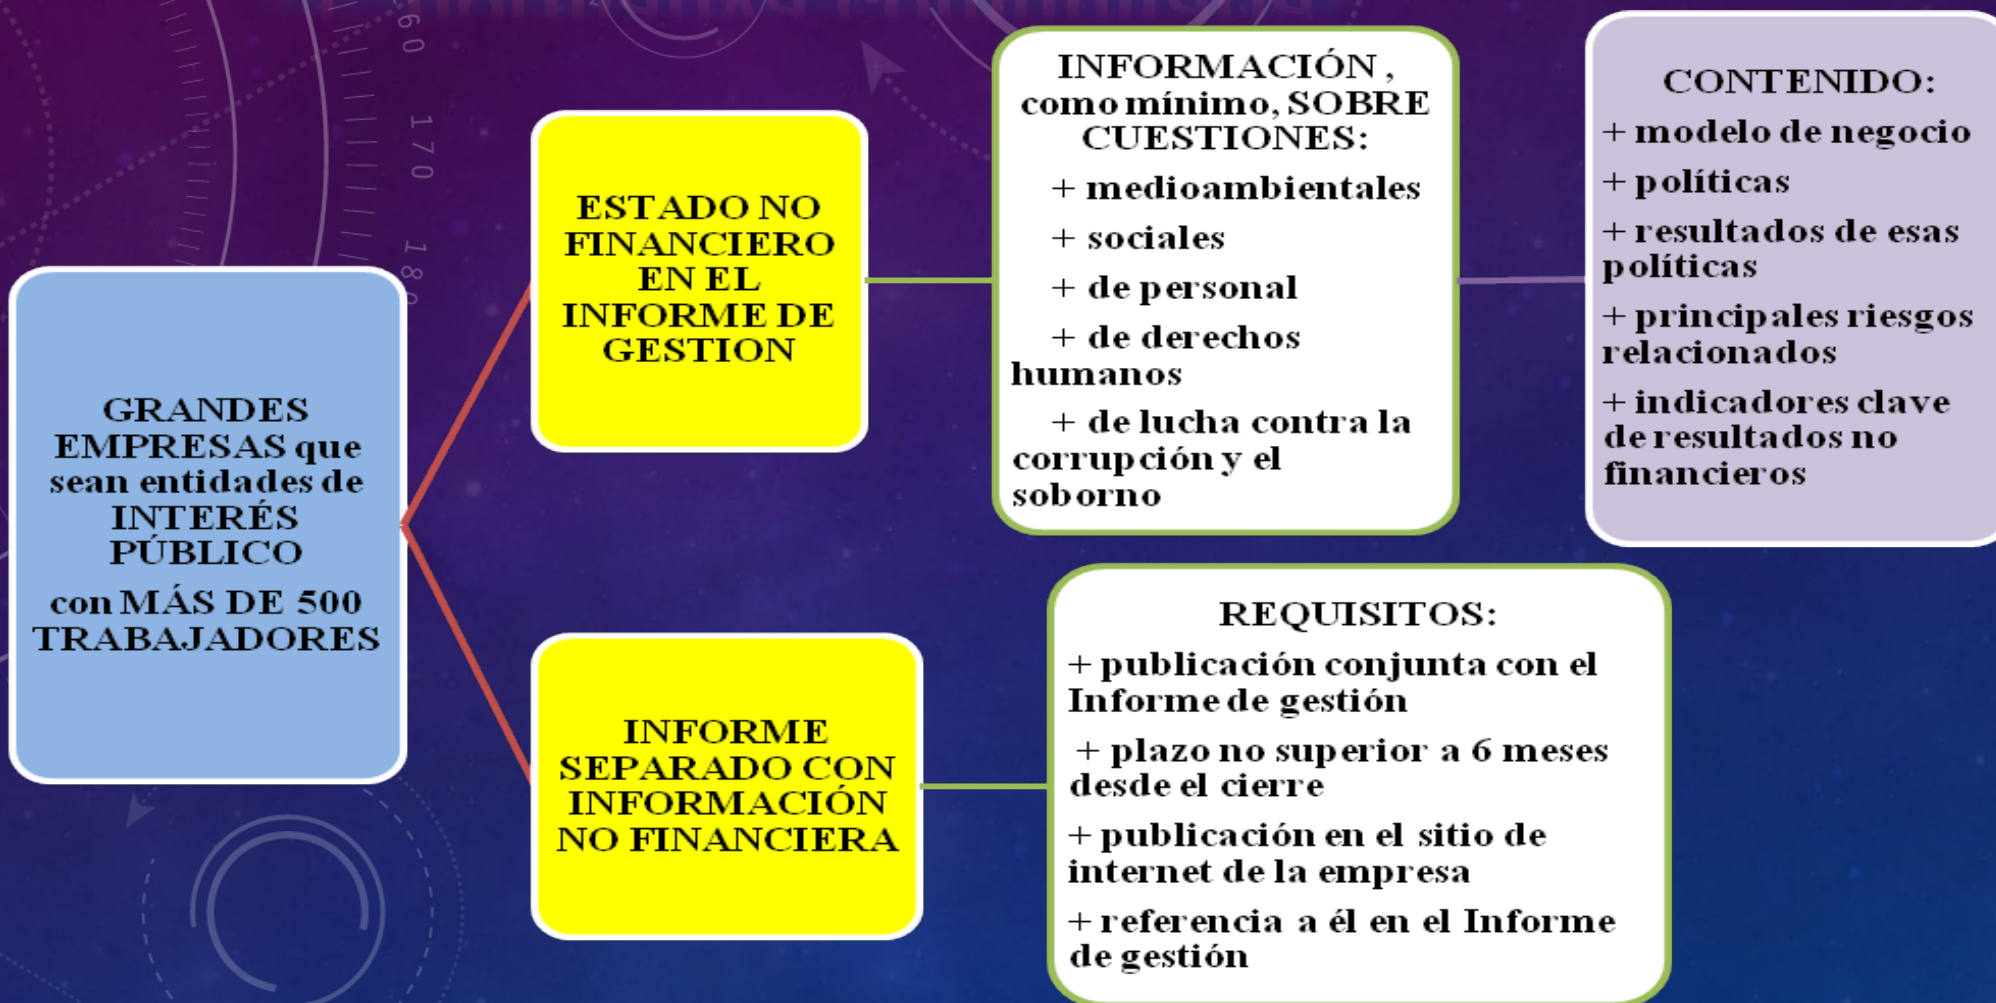 60 170 180
GRANDES
EMPRESAS que
sean entidades de
INTERÉS
PÚBLICO
con MÁS DE 500
TRABAJADORES
ESTADO NO
FINANCIERO
EN EL
INFORME DE
GESTION
INFORMACIÓN ,
como mínimo, SOBRE
CUESTIONES:
+ medioambientales
+ sociales
+ de personal
+ de derechos
humanos
+ de lucha contra la
corrupción y el
soborno
CONTENIDO:
+ modelo de negocio
+ políticas
+ resultados de esas
políticas
+ principales riesgos
relacionados
+ indicadores clave
de resultados no
financieros
INFORME
SEPARADO CON
INFORMACIÓN
NO FINANCIERA
REQUISITOS:
+ publicación conjunta con el
Informe de gestión
+ plazo no superior a 6 meses
desde el cierre
+ publicación en el sitio de
internet de la empresa
+ referencia a él en el Informe
de gestión